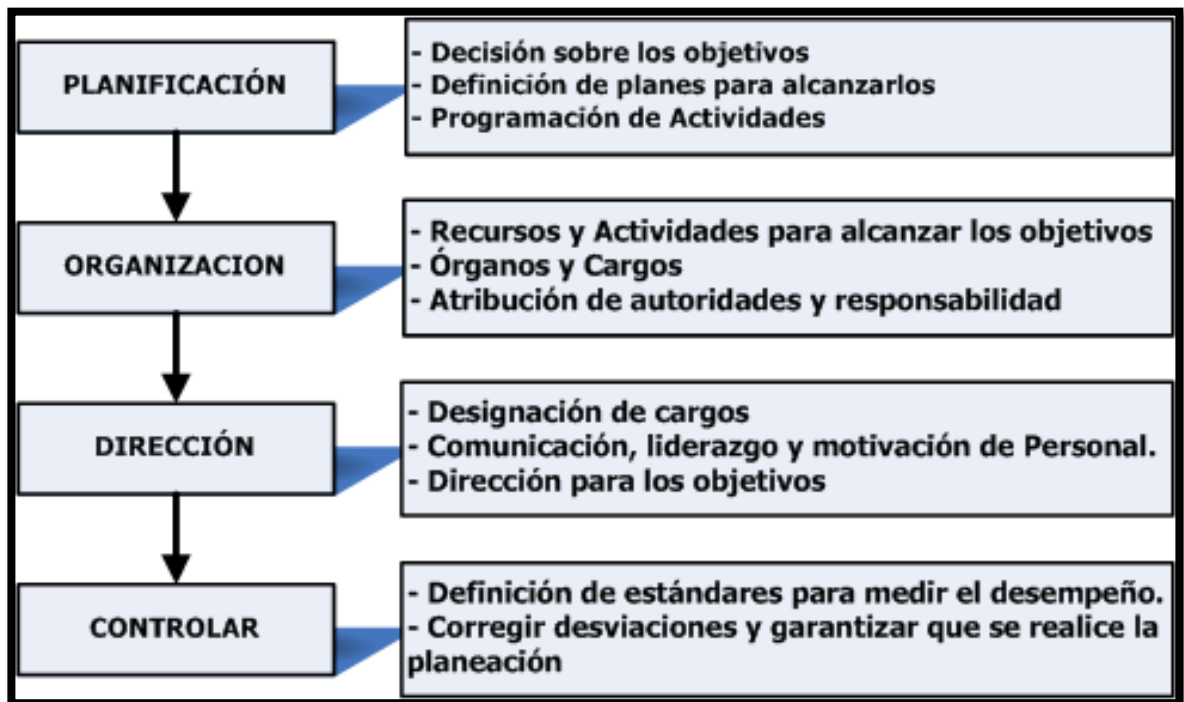 PLANIFICACIÓN
- Decisión sobre los objetivos
- Definición de planes para alcanzarlos
- Programación de Actividades
ORGANIZACION
- Recursos y Actividades para alcanzar los objetivos
- Órganos y Cargos
- Atribución de autoridades y responsabilidad
DIRECCIÓN
- Designación de cargos
- Comunicación, liderazgo y motivación de Personal.
- Dirección para los objetivos
CONTROLAR
- Definición de estándares para medir el desempeño.
- Corregir desviaciones y garantizar que se realice la
planeación